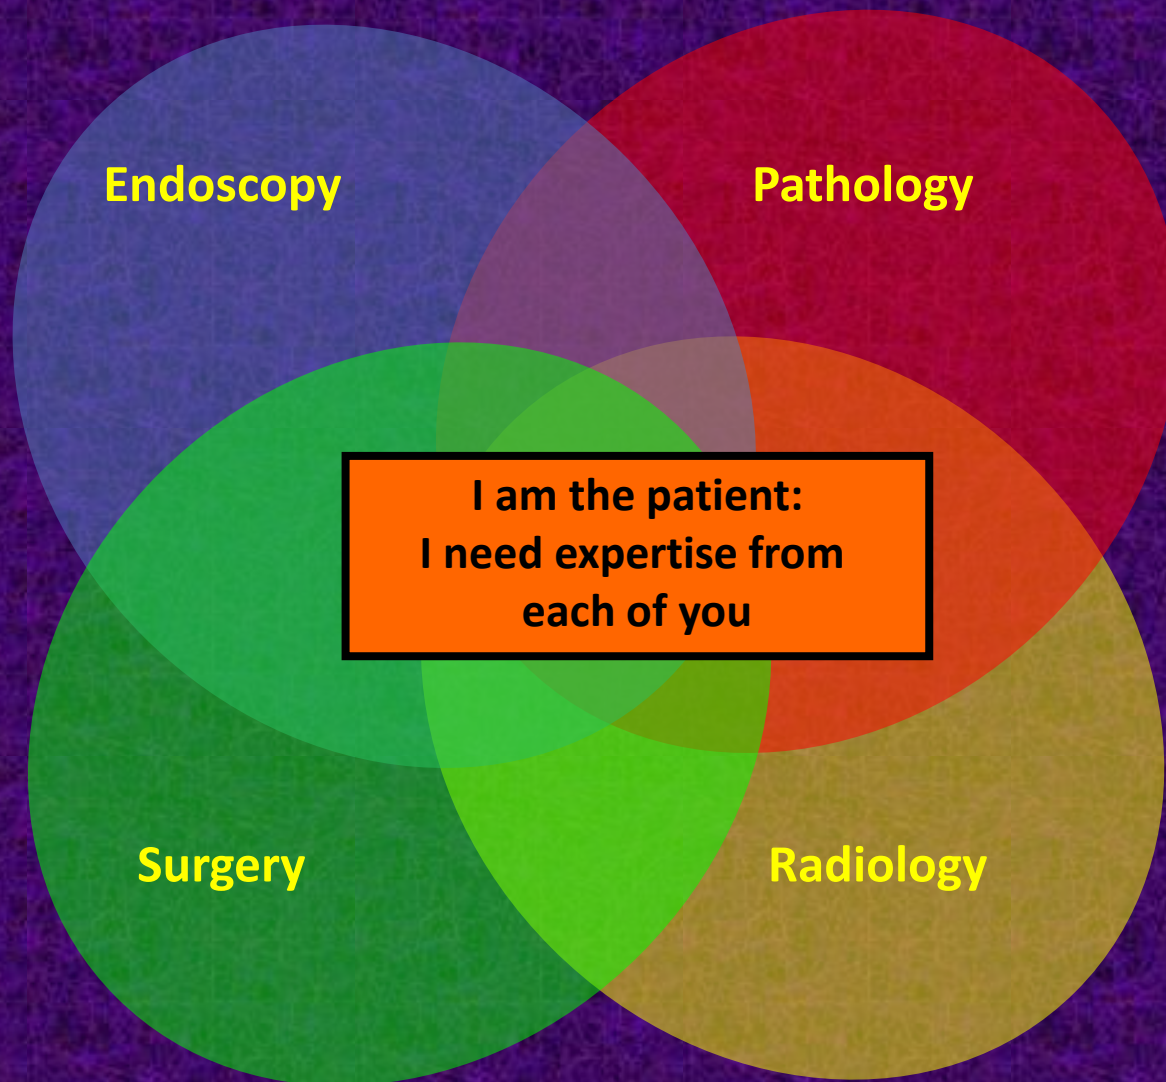 Endoscopy
Pathology
I am the patient:
I need expertise from
each of you
Surgery
Radiology